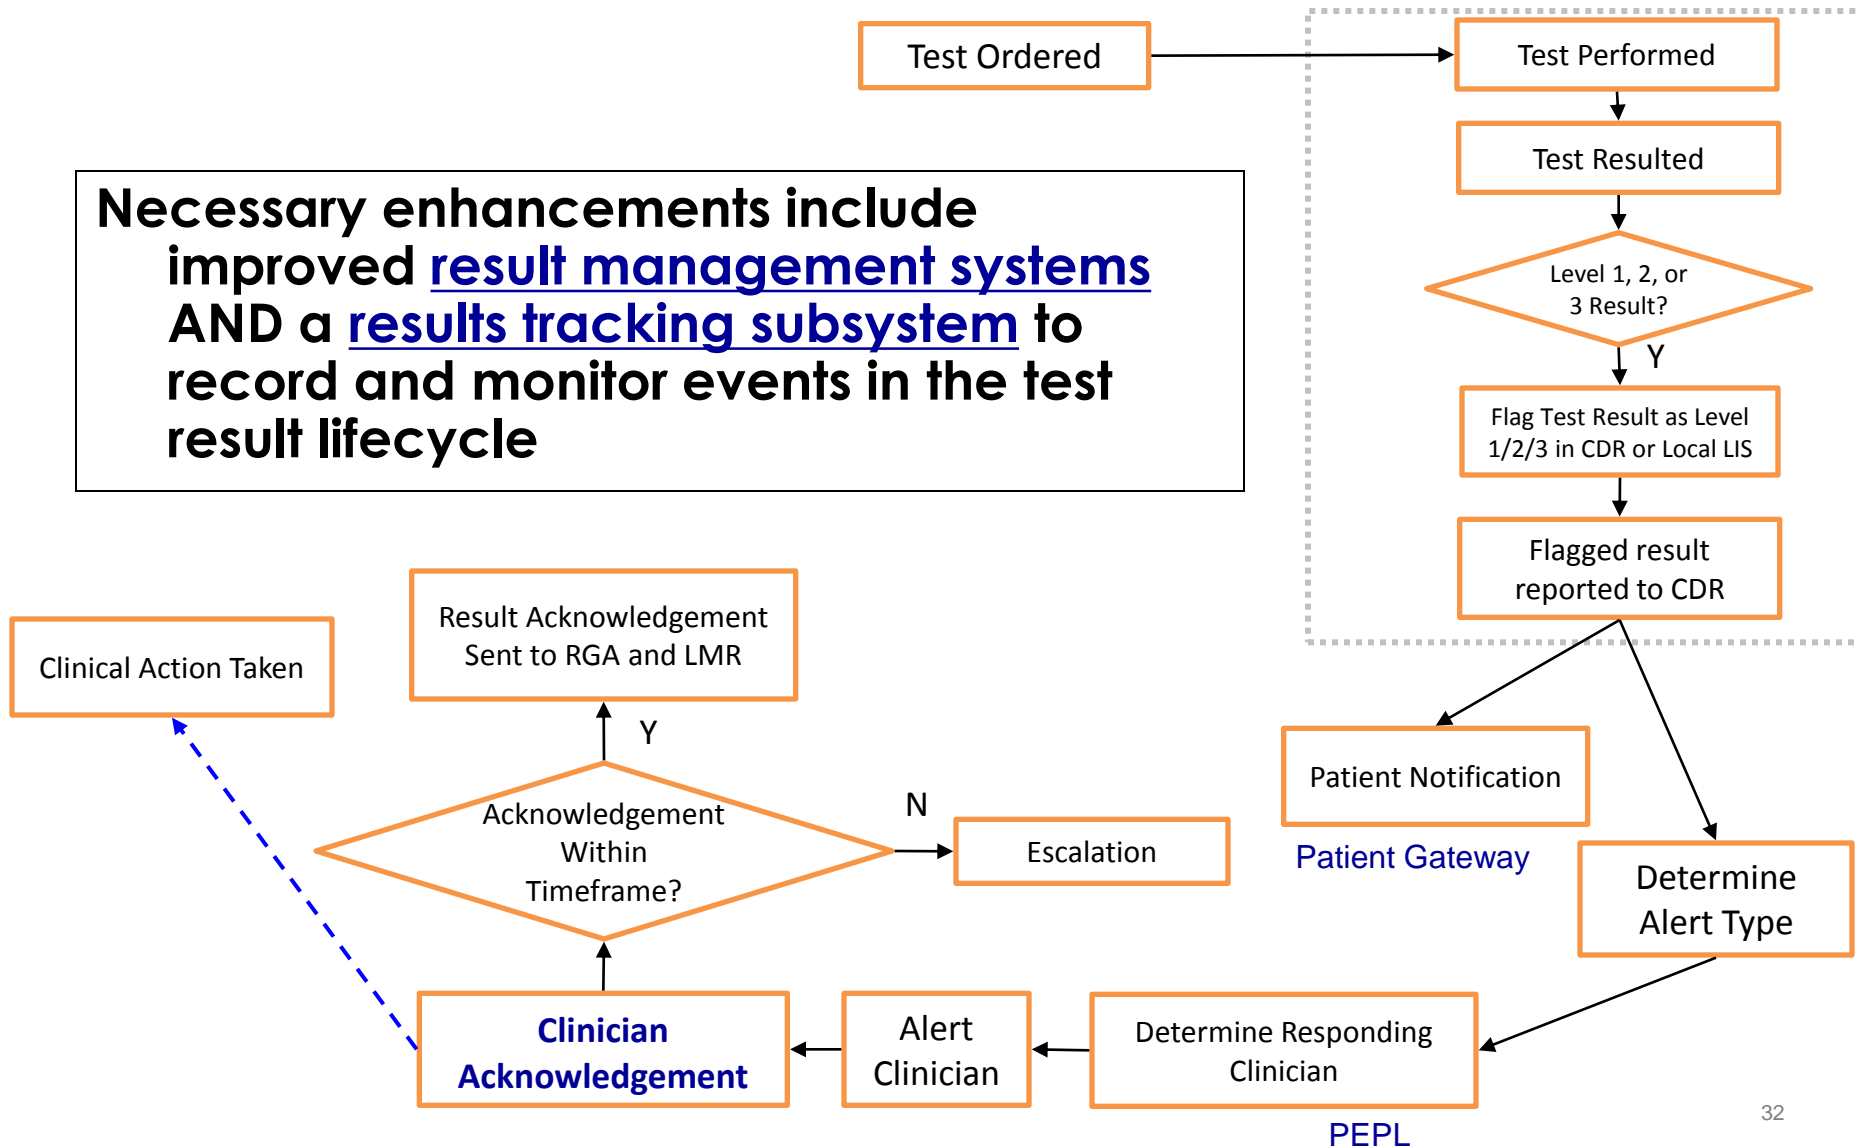 Test Ordered
Test Performed
Test Resulted
Necessary enhancements include
improved result management systems
AND a results tracking subsystem to
record and monitor events in the test
result lifecycle
Level 1, 2, or
3 Result?
Y
Flag Test Result as Level
1/2/3 in CDR or Local LIS
Flagged result
reported to CDR
Result Acknowledgement
Sent to RGA and LMR
Clinical Action Taken
Y
Patient Notification
Patient Gateway
Acknowledgement
Within
Timeframe?
N
Escalation
Determine
Alert Type
Clinician
Acknowledgement
Alert
Clinician
Determine Responding
Clinician
PEPL
32